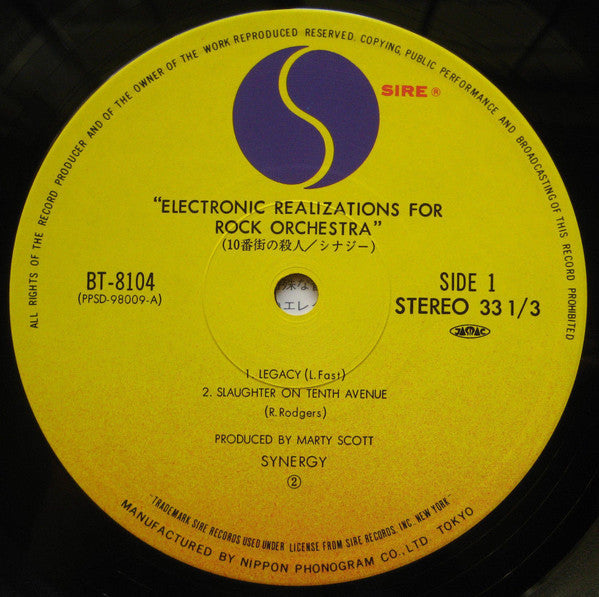 ALL RIGHTS OF THE RECORD PRODUCER AND OF THE OWNER OF THE WORK REPRODUCED RESERVED. COPYING, PUBLIC PERFORMANCE AND BROADCASTING OF THIS RECORD PROHIBITED
SIRE ®
"ELECTRONIC REALIZATIONS FOR
ROCK ORCHESTRA"
(10番街の殺人/シナジー)
BT-8104
(PPSD-98009-A)
SIDE 1
STEREO 33 1/3
JASRAC
エレ
1. LEGACY (L. Fast)
2. SLAUGHTER ON TENTH AVENUE
(R. Rodgers)
PRODUCED BY MARTY SCOTT
SYNERGY
②
"TRADEMARK SIRE RECORDS USED UNDER LICENSE FROM SIRE RECORDS, INC. NEW YORK"
MANUFACTURED BY NIPPON PHONOGRAM CO., LTD. TOKYO